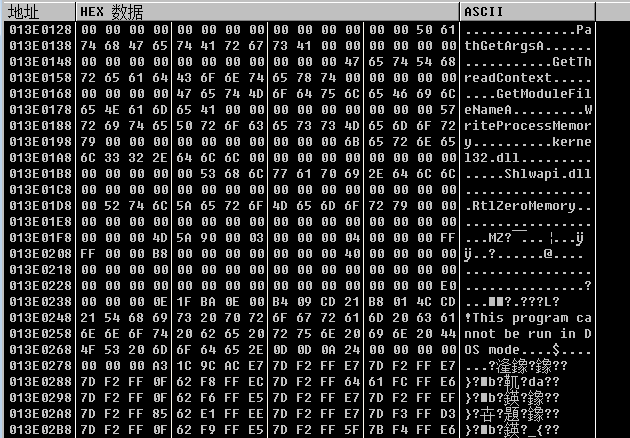 地址 HEX 数据 ASCII
013E0128 00 00 00 00 00 00 00 00 00 00 00 00 00 00 50 61 ..............Pa
013E0138 74 68 47 65 74 41 72 67 73 41 00 00 00 00 00 00 thGetArgsA......
013E0148 00 00 00 00 00 00 00 00 00 00 00 47 65 74 54 68 ...........GetTh
013E0158 72 65 61 64 43 6F 6E 74 65 78 74 00 00 00 00 00 readContext.....
013E0168 00 00 00 00 47 65 74 4D 6F 64 75 6C 65 46 69 6C ....GetModuleFil
013E0178 65 4E 61 6D 65 41 00 00 00 00 00 00 00 00 00 57 eNameA.........W
013E0188 72 69 74 65 50 72 6F 63 65 73 73 4D 65 6D 6F 72 riteProcessMemor
013E0198 79 00 00 00 00 00 00 00 00 00 00 6B 65 72 6E 65 y..........kerne
013E01A8 6C 33 32 2E 64 6C 6C 00 00 00 00 00 00 00 00 00 l32.dll.........
013E01B8 00 00 00 00 00 53 68 6C 77 61 70 69 2E 64 6C 6C .....Shlwapi.dll
013E01C8 00 00 00 00 00 00 00 00 00 00 00 00 00 00 00 00 ................
013E01D8 00 52 74 6C 5A 65 72 6F 4D 65 6D 6F 72 79 00 00 .RtlZeroMemory..
013E01E8 00 00 00 00 00 00 00 00 00 00 00 00 00 00 00 00 ................
013E01F8 00 00 00 4D 5A 90 00 03 00 00 00 04 00 00 00 FF ...MZ?
013E0208 FF 00 00 B8 00 00 00 00 00 00 00 40 00 00 00 00 ÿ..?.......@....
013E0218 00 00 00 00 00 00 00 00 00 00 00 00 00 00 00 00 ................
013E0228 00 00 00 00 00 00 00 00 00 00 00 00 00 00 00 E0 ...............?
013E0238 00 00 00 0E 1F BA 0E 00 B4 09 CD 21 B8 01 4C CD
013E0248 21 54 68 69 73 20 70 72 6F 67 72 61 6D 20 63 61 !This program ca
013E0258 6E 6E 6F 74 20 62 65 20 72 75 6E 20 69 6E 20 44 nnot be run in D
013E0268 4F 53 20 6D 6F 64 65 2E 0D 0D 0A 24 00 00 00 00 OS mode....$....
013E0278 00 00 00 A3 1C 9C AC E7 7D F2 FF E7 7D F2 FF E7
013E0288 7D F2 FF 0F 62 F8 FF EC 7D F2 FF 64 61 FC FF E6
013E0298 7D F2 FF 0F 62 F6 FF E5 7D F2 FF E7 7D F2 FF E6
013E02A8 7D F2 FF 85 62 E1 FF EE 7D F2 FF E7 7D F3 FF D3
013E02B8 7D F2 FF 0F 62 F9 FF E5 7D F2 FF 5F 7B F4 FF E6